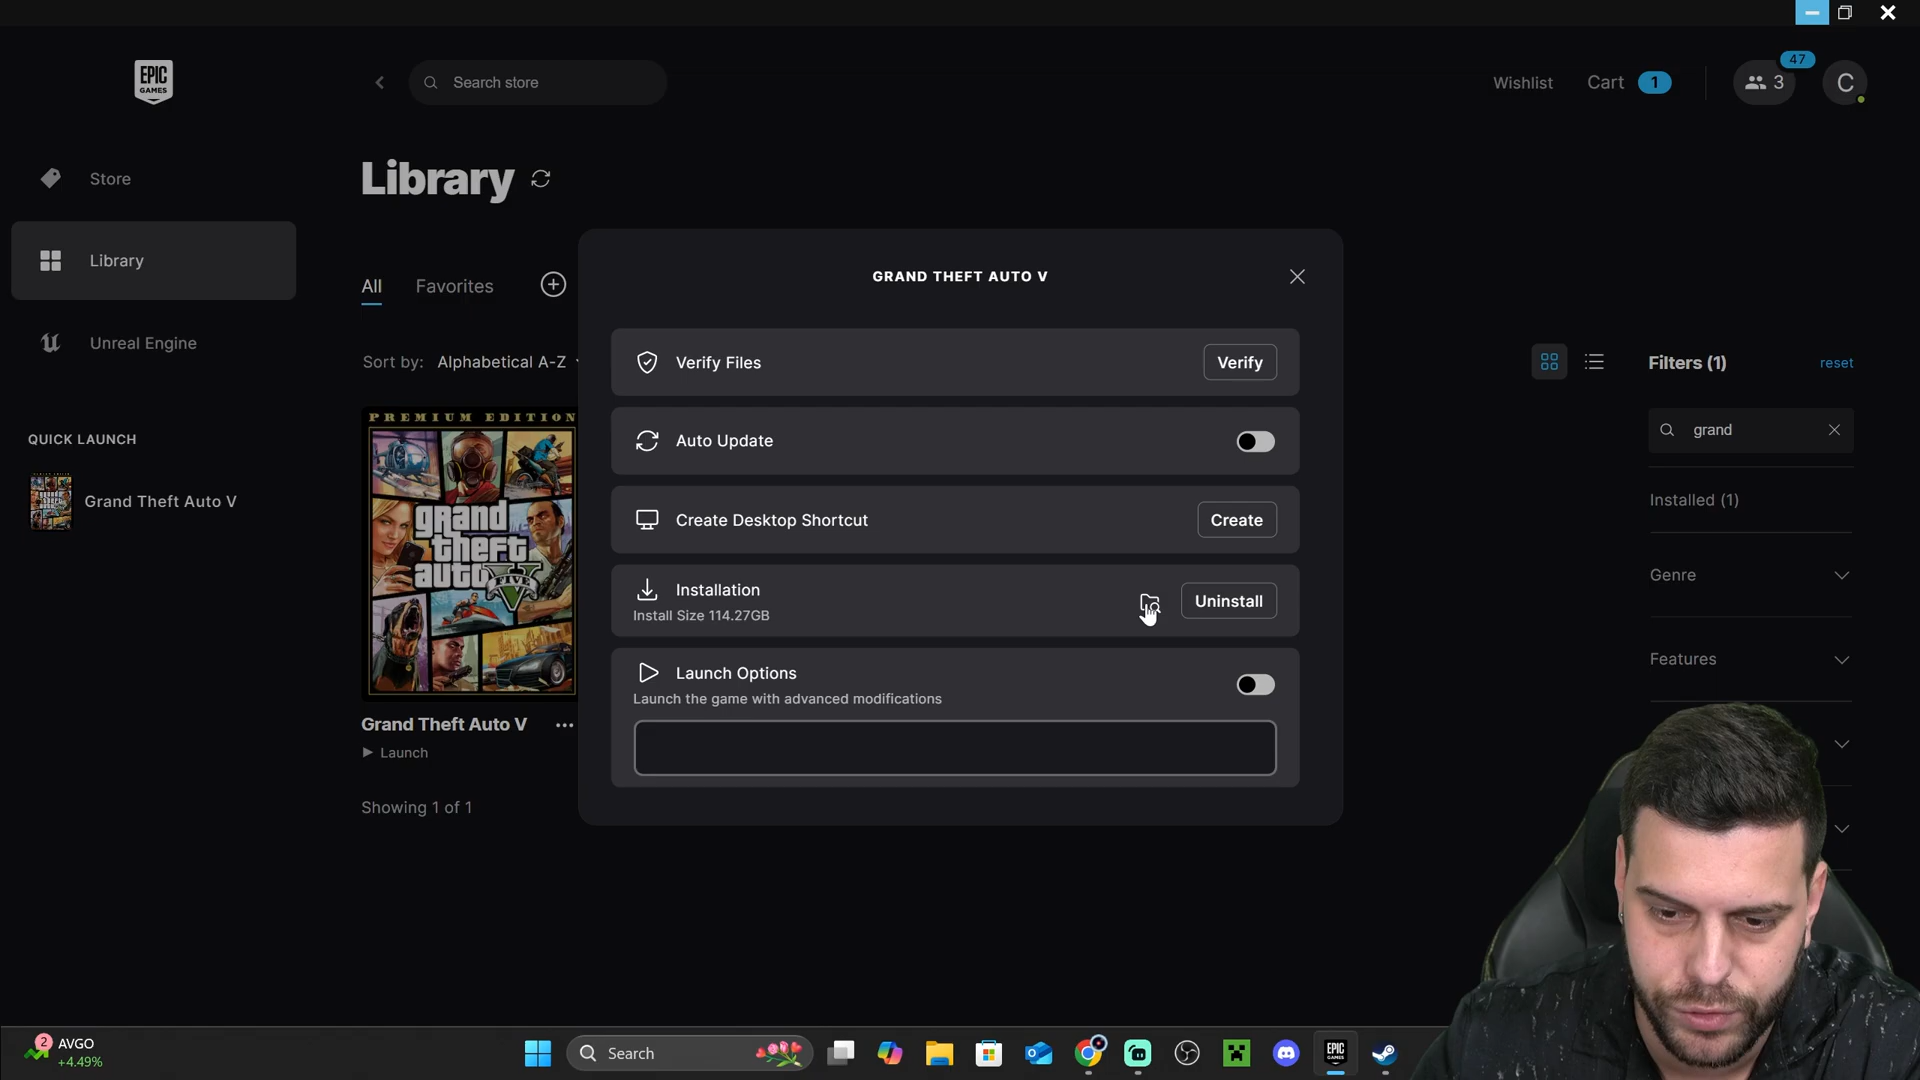 EPIC
GAMES
Search store
Wishlist
Cart
1
47
3
C
Store
Library
Unreal Engine
QUICK LAUNCH
Grand Theft Auto V
Library
All
Favorites
Sort by: Alphabetical A-Z
PREMIUM EDITION
grand
theft
auto
FIVE
Grand Theft Auto V
Launch
Showing 1 of 1
GRAND THEFT AUTO V
Verify Files
Verify
Auto Update
Create Desktop Shortcut
Create
Installation
Install Size 114.27GB
Uninstall
Launch Options
Launch the game with advanced modifications
Filters (1)
reset
grand
Installed (1)
Genre
Features
2
AVGO
+4.49%
Search
EPIC
GAMES